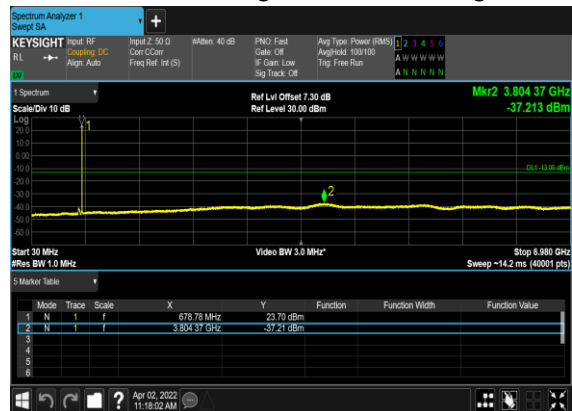 Spectrum Analyzer 1
Swept SA
+
KEYSIGHT Input: RF Input Z: 50 Ω #Atten: 40 dB PNO: Fast Avg Type: Power (RMS) 1 2 3 4 5 6
RL Coupling: DC Corr CCorr Gate: Off Avg|Hold: 100/100 A W W W W W
Align: Auto Freq Ref: Int (S) IF Gain: Low Trig: Free Run
LXI Sig Track: Off A N N N N N
1 Spectrum Ref Lvl Offset 7.30 dB Mkr2 3.804 37 GHz
Scale/Div 10 dB Ref Level 30.00 dBm -37.213 dBm
Log
20.0 1
10.0
0.00
-10.0 DL1 -13.00 dBm
-20.0
-30.0 2
-40.0
-50.0
-60.0
Start 30 MHz Video BW 3.0 MHz* Stop 6.980 GHz
#Res BW 1.0 MHz Sweep ~14.2 ms (40001 pts)
5 Marker Table
Mode Trace Scale X Y Function Function Width Function Value
1 N 1 f 678.78 MHz 23.70 dBm
2 N 1 f 3.804 37 GHz -37.21 dBm
3
4
5
6
? Apr 02, 2022
11:18:02 AM